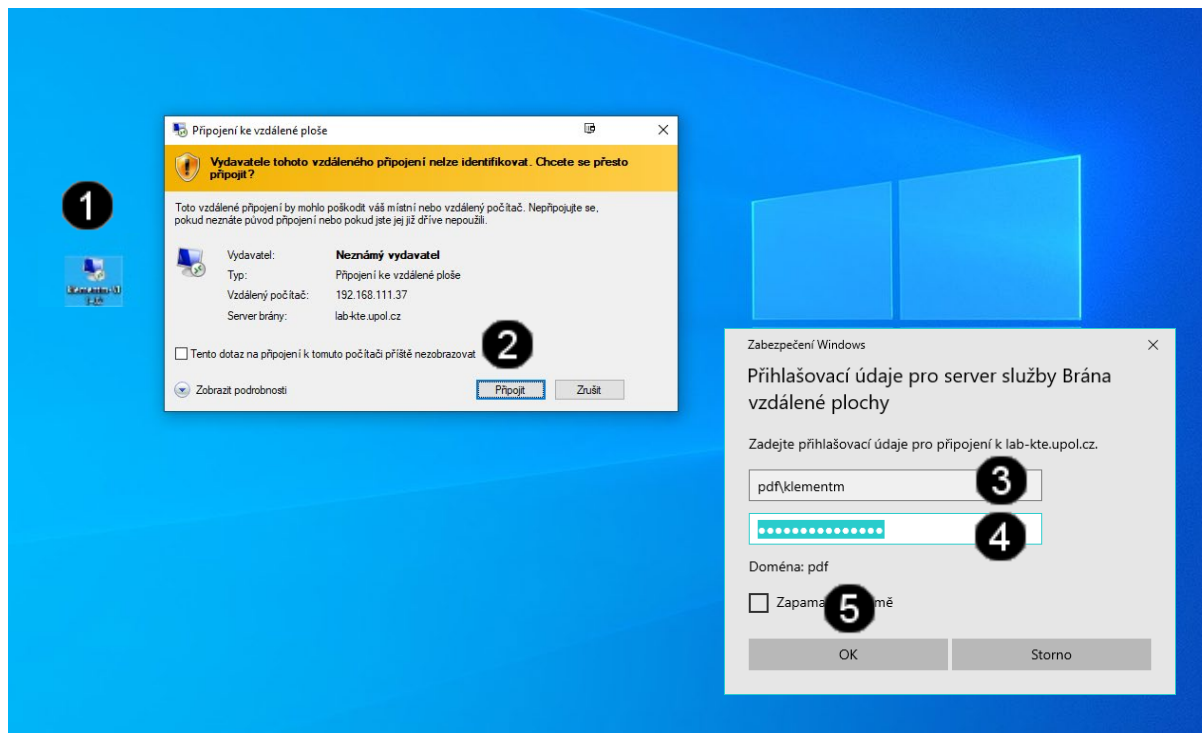 Připojení ke vzdálené ploše
Vydavatele tohoto vzdáleného připojení nelze identifikovat. Chcete se přesto
připojit?
1
Toto vzdálené připojení by mohlo poškodit váš místní nebo vzdálený počítač. Nepřipojujte se,
pokud neznáte původ připojení nebo pokud jste jej již dříve nepoužili.
Vydavatel: Neznámý vydavatel
Typ: Připojení ke vzdálené ploše
Vzdálený počítač: 192.168.111.37
Server brány: lab-kte.upol.cz
2
Tento dotaz na připojení k tomuto počítači příště nezobrazovat
Zobrazit podrobnosti
Připojit
Zrušit
Zabezpečení Windows
Přihlašovací údaje pro server služby Brána
vzdálené plochy
Zadejte přihlašovací údaje pro připojení k lab-kte.upol.cz.
pdf\klementm
3
4
Doména: pdf
5
OK
Storno